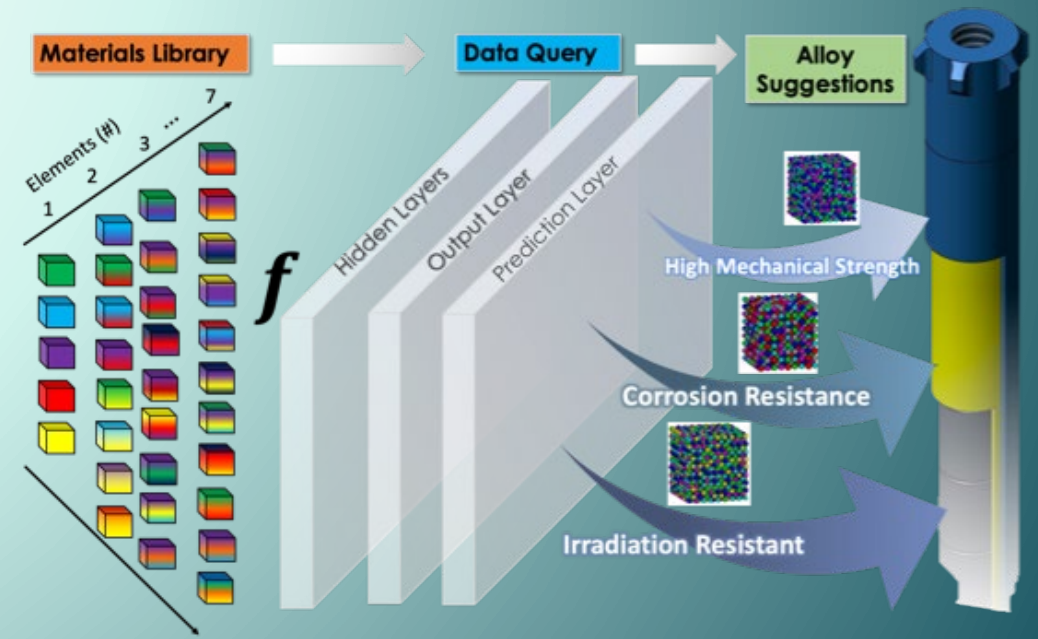 Materials Library
Data Query
Alloy
Suggestions
Elements (#)
1
2
3
...
7
f
Hidden Layers
Output Layer
Prediction Layer
High Mechanical Strength
Corrosion Resistance
Irradiation Resistant